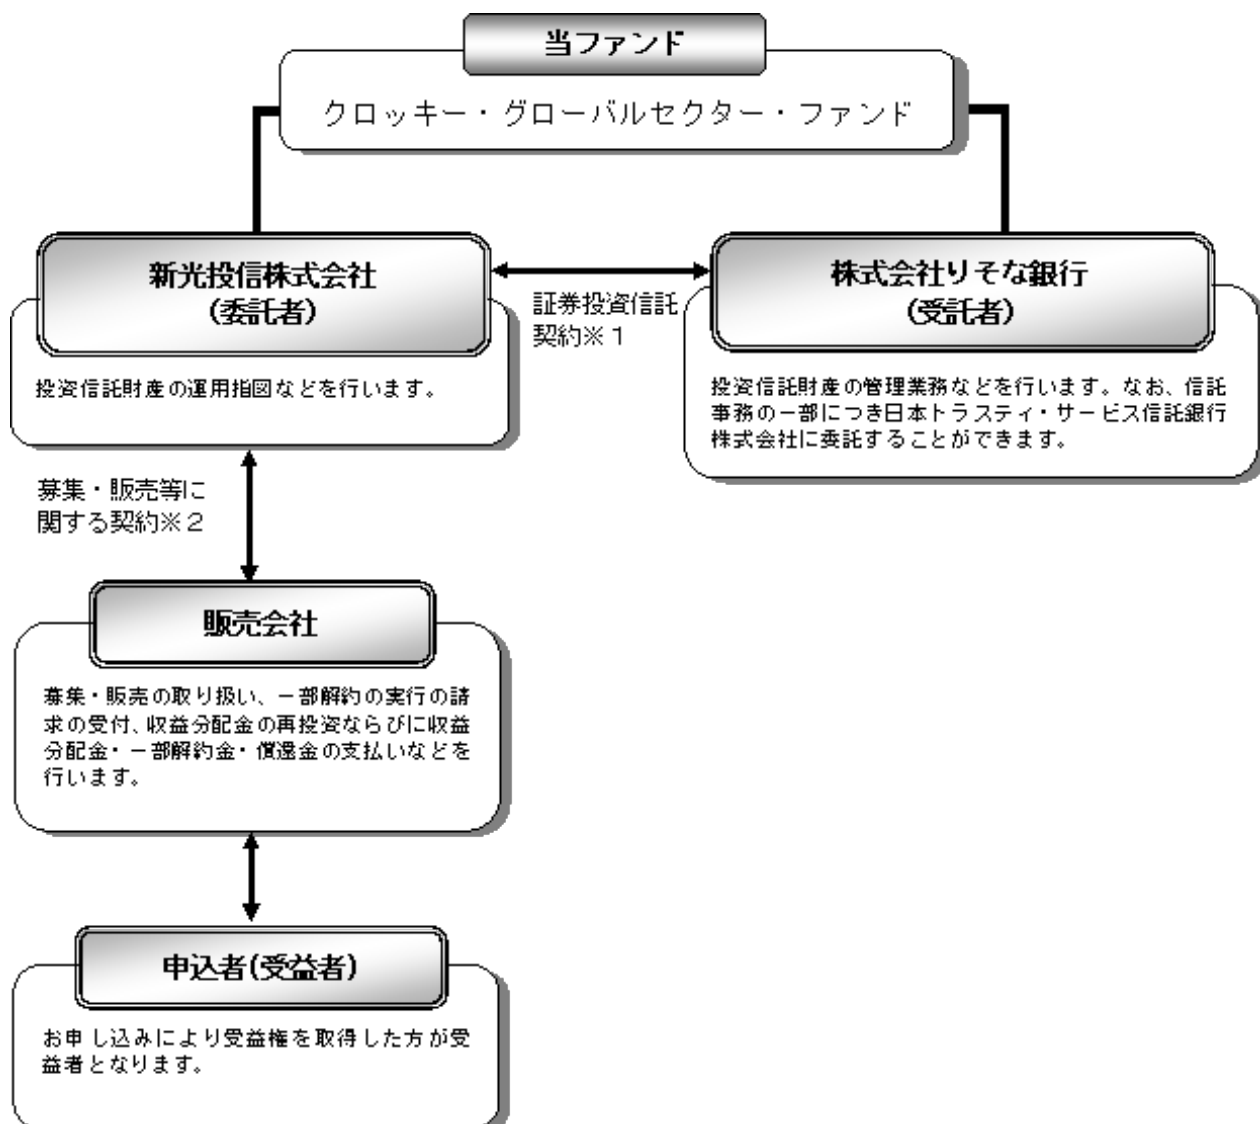 当ファンド
クロッキー・グローバルセクター・ファンド
新光投信株式会社
(委託者)
投資信託財産の運用指図などを行います。
証券投資信託
契約※1
株式会社りそな銀行
(受託者)
投資信託財産の管理業務などを行います。なお、信託
事務の一部につき日本トラスティ・サービス信託銀行
株式会社に委託することができます。
募集・販売等に
関する契約※2
販売会社
募集・販売の取り扱い、一部解約の実行の請
求の受付、収益分配金の再投資ならびに収益
分配金・一部解約金・償還金の支払いなどを
行います。
申込者(受益者)
お申し込みにより受益権を取得した方が受
益者となります。